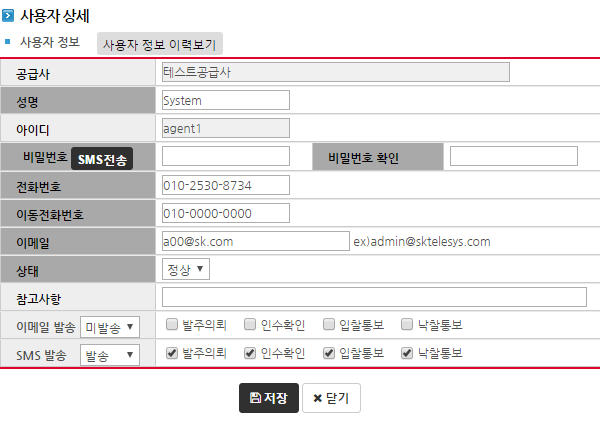 사용자 상세
사용자 정보 사용자 정보 이력보기
공급사 테스트공급사
성명 System
아이디 agent1
비밀번호 SMS전송 비밀번호 확인
전화번호 010-2530-8734
이동전화번호 010-0000-0000
이메일 a00@sk.com ex)admin@sktelesys.com
상태 정상
참고사항
이메일 발송 미발송 발주의뢰 인수확인 입찰통보 낙찰통보
SMS 발송 발송 발주의뢰 인수확인 입찰통보 낙찰통보
저장 닫기